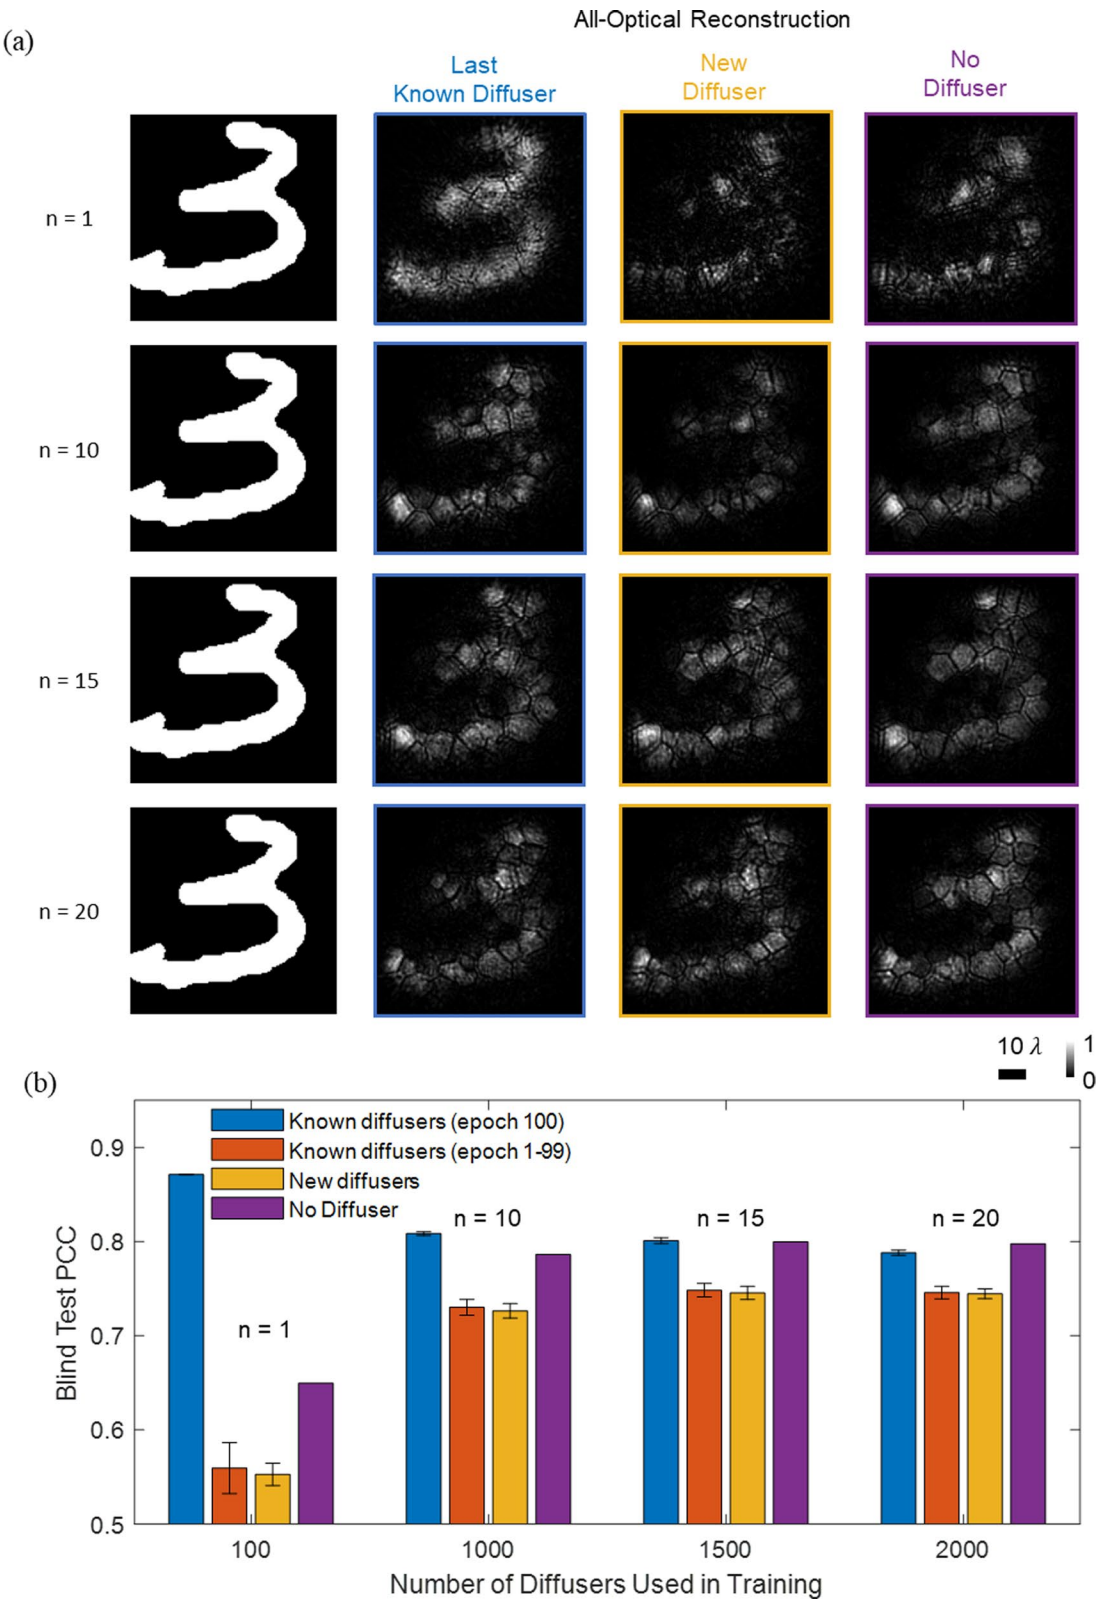 All-Optical Reconstruction
(a)
Last
Known Diffuser
New
Diffuser
No
Diffuser
n = 1
n = 10
n = 15
n = 20
10 λ
1
0
(b)
Known diffusers (epoch 100)
Known diffusers (epoch 1-99)
New diffusers
No Diffuser
n = 1
n = 10
n = 15
n = 20
0.9
0.8
0.7
0.6
0.5
Blind Test PCC
100
1000
1500
2000
Number of Diffusers Used in Training